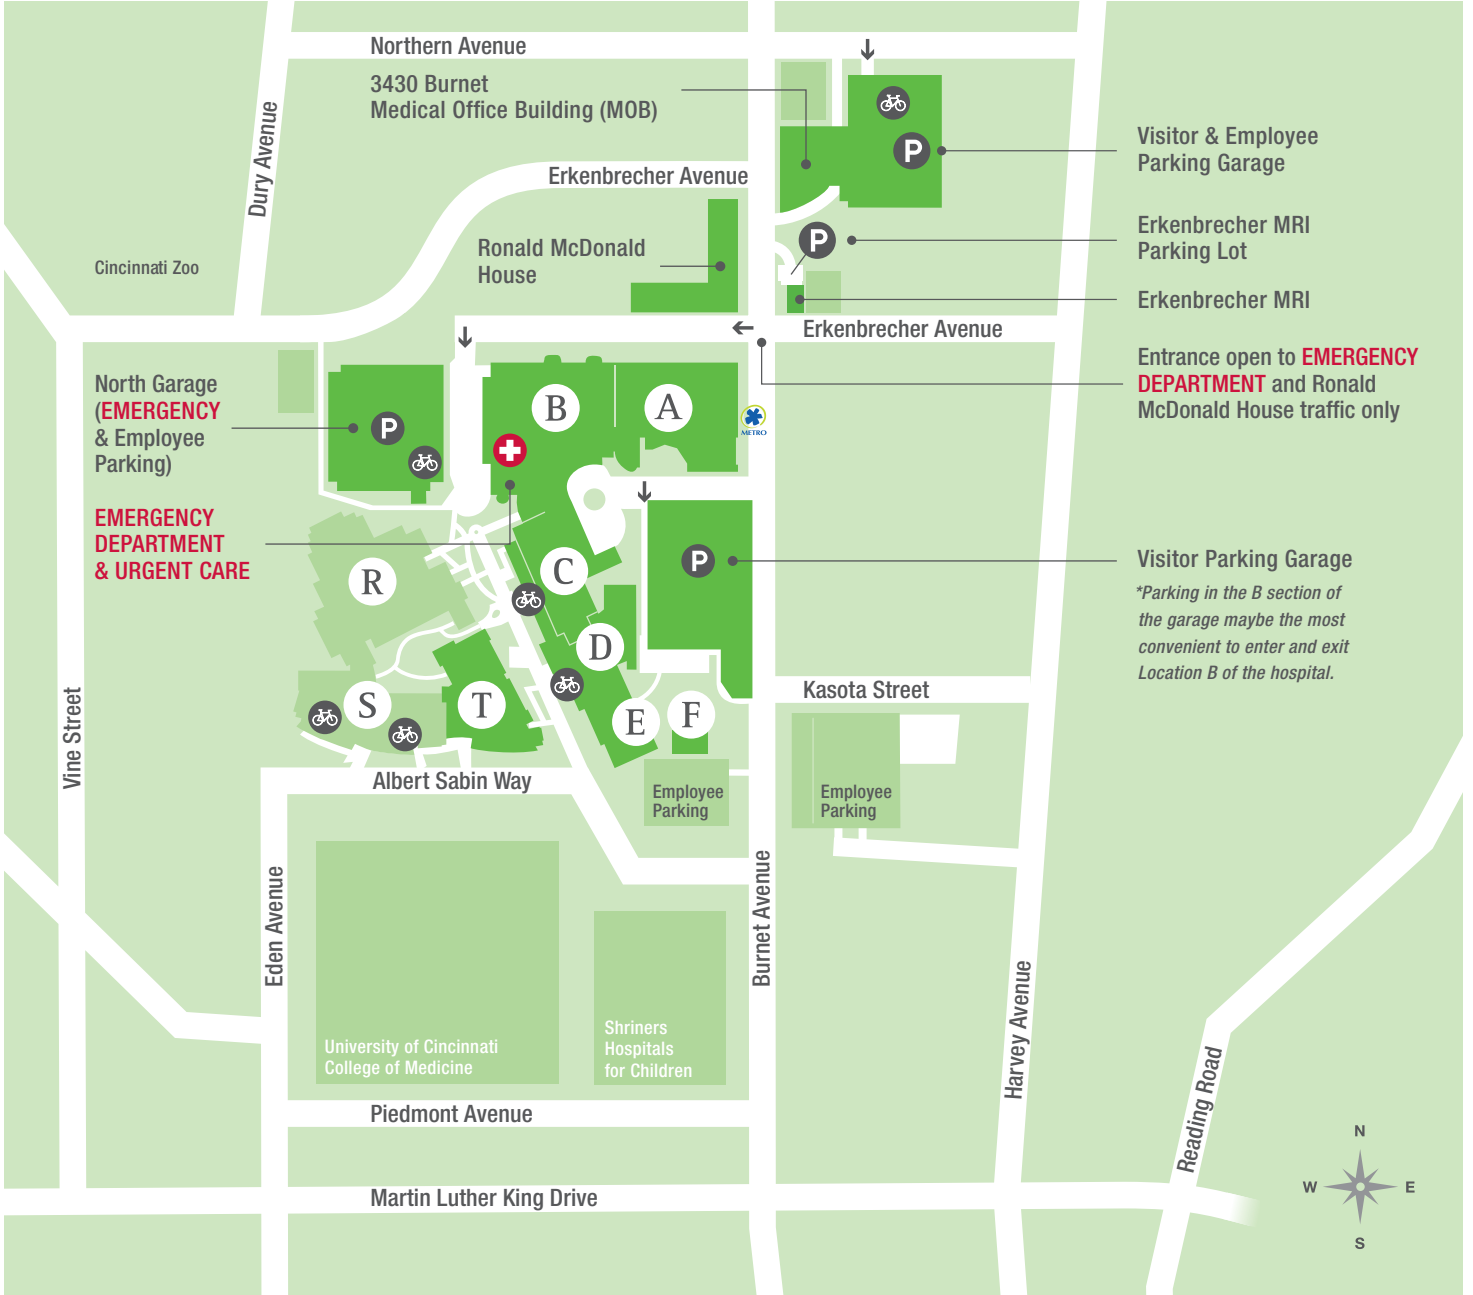 Northern Avenue
3430 Burnet
Medical Office Building (MOB)
Dury Avenue
Visitor & Employee
Parking Garage
P
Erkenbrecher Avenue
Erkenbrecher MRI
Parking Lot
P
Ronald McDonald
House
Cincinnati Zoo
Erkenbrecher MRI
Erkenbrecher Avenue
Entrance open to EMERGENCY
DEPARTMENT and Ronald
McDonald House traffic only
North Garage
(EMERGENCY
& Employee
Parking)
P
B
A
METRO
EMERGENCY
DEPARTMENT
& URGENT CARE
P
Visitor Parking Garage
*Parking in the B section of
the garage maybe the most
convenient to enter and exit
Location B of the hospital.
R
C
D
S
T
E
F
Kasota Street
Vine Street
Albert Sabin Way
Employee
Parking
Employee
Parking
Eden Avenue
Burnet Avenue
Harvey Avenue
Reading Road
University of Cincinnati
College of Medicine
Shriners
Hospitals
for Children
Piedmont Avenue
Martin Luther King Drive
N
W
E
S